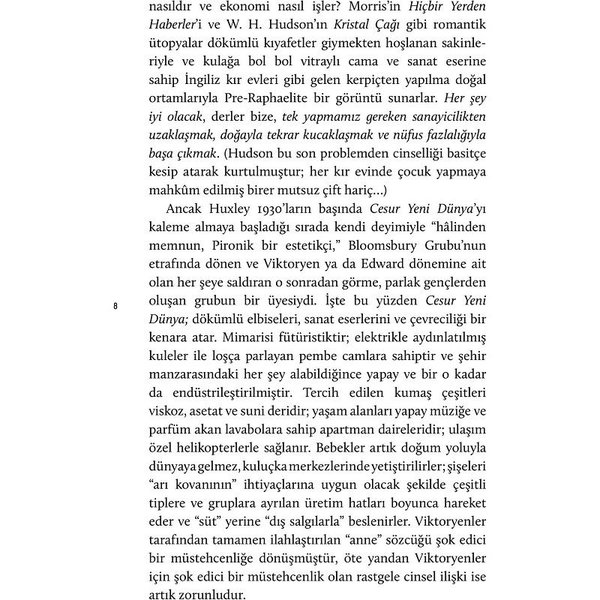 nasıldır ve ekonomi nasıl işler? Morris’in Hiçbir Yerden
Haberler’i ve W. H. Hudson’ın Kristal Çağı gibi romantik
ütopyalar dökümlü kıyafetler giymekten hoşlanan sakinle-
riyle ve kulağa bol bol vitraylı cama ve sanat eserine
sahip İngiliz kır evleri gibi gelen kerpiçten yapılma doğal
ortamlarıyla Pre-Raphaelite bir görüntü sunarlar. Her şey
iyi olacak, derler bize, tek yapmamız gereken sanayicilikten
uzaklaşmak, doğayla tekrar kucaklaşmak ve nüfus fazlalığıyla
başa çıkmak. (Hudson bu son problemden cinselliği basitçe
kesip atarak kurtulmuştur; her kır evinde çocuk yapmaya
mahkûm edilmiş birer mutsuz çift hariç...)
Ancak Huxley 1930’ların başında Cesur Yeni Dünya’yı
kaleme almaya başladığı sırada kendi deyimiyle “hâlinden
memnun, Pironik bir estetikçi,” Bloomsbury Grubu’nun
etrafında dönen ve Viktoryen ya da Edward dönemine ait
olan her şeye saldıran o sonradan görme, parlak gençlerden
oluşan grubun bir üyesiydi. İşte bu yüzden Cesur Yeni
Dünya; dökümlü elbiseleri, sanat eserlerini ve çevreciliği bir
kenara atar. Mimarisi fütüristiktir; elektrikle aydınlatılmış
kuleler ile loşça parlayan pembe camlara sahiptir ve şehir
manzarasındaki her şey alabildiğince yapay ve bir o kadar
da endüstrileştirilmiştir. Tercih edilen kumaş çeşitleri
viskoz, asetat ve suni deridir; yaşam alanları yapay müziğe ve
parfüm akan lavabolara sahip apartman daireleridir; ulaşım
özel helikopterlerle sağlanır. Bebekler artık doğum yoluyla
dünyaya gelmez, kuluçka merkezlerinde yetiştirilirler; şişeleri
“arı kovanının” ihtiyaçlarına uygun olacak şekilde çeşitli
tiplere ve gruplara ayrılan üretim hatları boyunca hareket
eder ve “süt” yerine “dış salgılarla” beslenirler. Viktoryenler
tarafından tamamen ilahlaştırılan “anne” sözcüğü şok edici
bir müstehcenliğe dönüşmüştür, öte yandan Viktoryenler
için şok edici bir müstehcenlik olan rastgele cinsel ilişki ise
artık zorunludur.
8